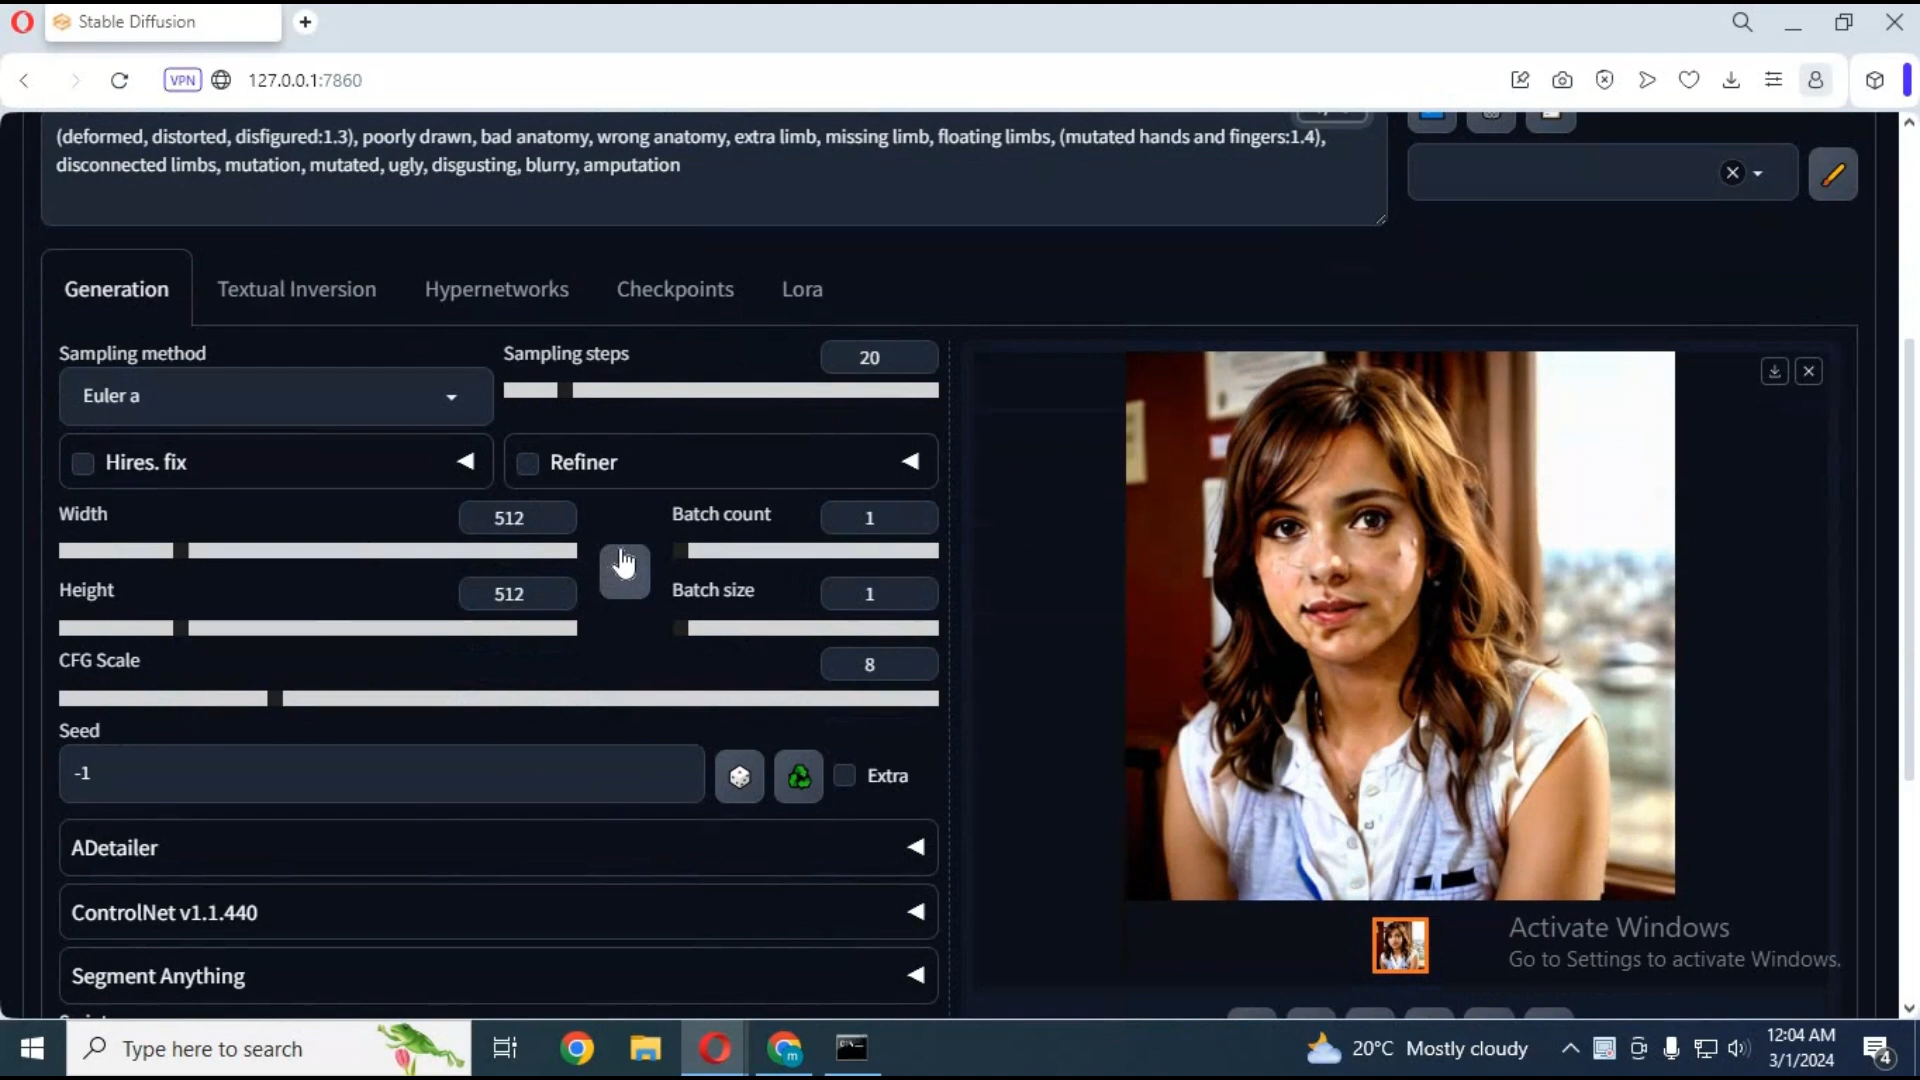 Stable Diffusion
VPN
127.0.0.1:7860
(deformed, distorted, disfigured:1.3), poorly drawn, bad anatomy, wrong anatomy, extra limb, missing limb, floating limbs, (mutated hands and fingers:1.4),
disconnected limbs, mutation, mutated, ugly, disgusting, blurry, amputation
Generation
Textual Inversion
Hypernetworks
Checkpoints
Lora
Sampling method
Sampling steps
20
Euler a
Hires. fix
Refiner
Width
512
Batch count
1
Height
512
Batch size
1
CFG Scale
8
Seed
-1
Extra
ADetailer
ControlNet v1.1.440
Segment Anything
Activate Windows
Go to Settings to activate Windows.
Type here to search
20°C Mostly cloudy
12:04 AM
3/1/2024
4